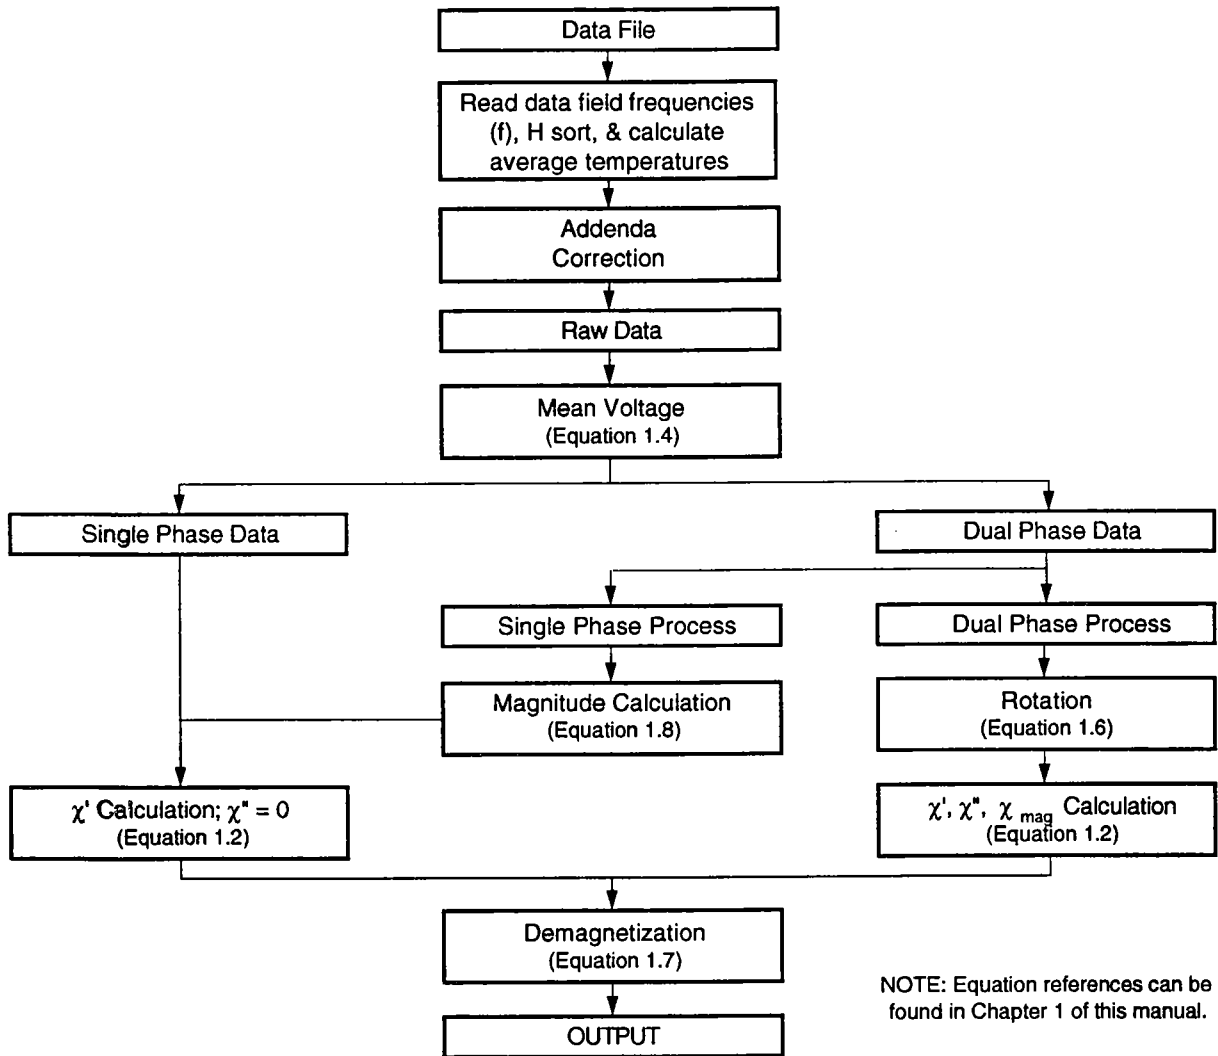 Data File
Read data field frequencies
(f), H sort, & calculate
average temperatures
Addenda
Correction
Raw Data
Mean Voltage
(Equation 1.4)
Single Phase Data
Dual Phase Data
Single Phase Process
Dual Phase Process
Magnitude Calculation
(Equation 1.8)
Rotation
(Equation 1.6)
χ' Calculation; χ" = 0
(Equation 1.2)
χ', χ", χ mag Calculation
(Equation 1.2)
Demagnetization
(Equation 1.7)
NOTE: Equation references can be
found in Chapter 1 of this manual.
OUTPUT